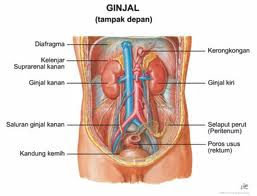 GINJAL
(tampak depan)
Diafragma
Kelenjar
Suprarenal kanan
Ginjal kanan
Saluran ginjal kanan
Kandung kemih
Kerongkongan
Ginjal kiri
Selaput perut
(Peritenum)
Poros usus
(rektum)